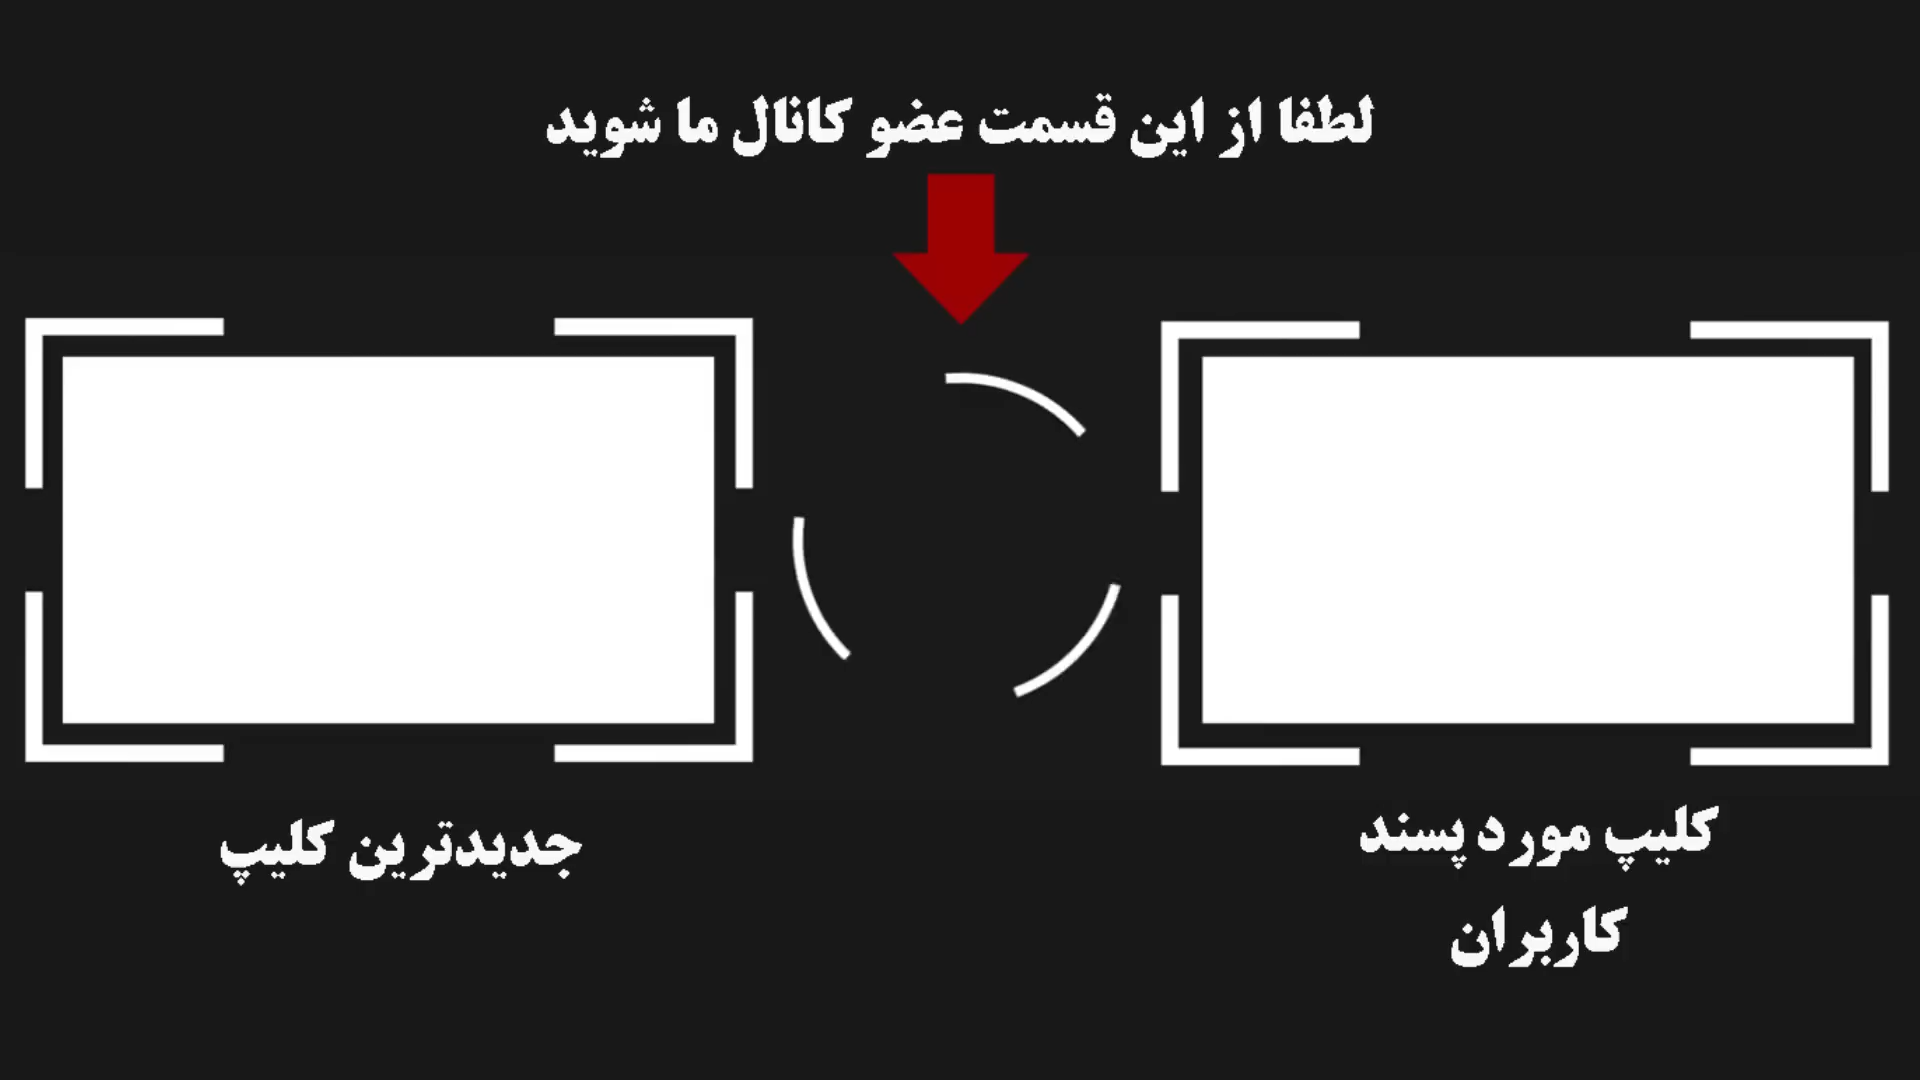 لطفا از این قسمت عضو کانال ما شوید
کلیپ مورد پسند
کاربران
جدیدترین کلیپ